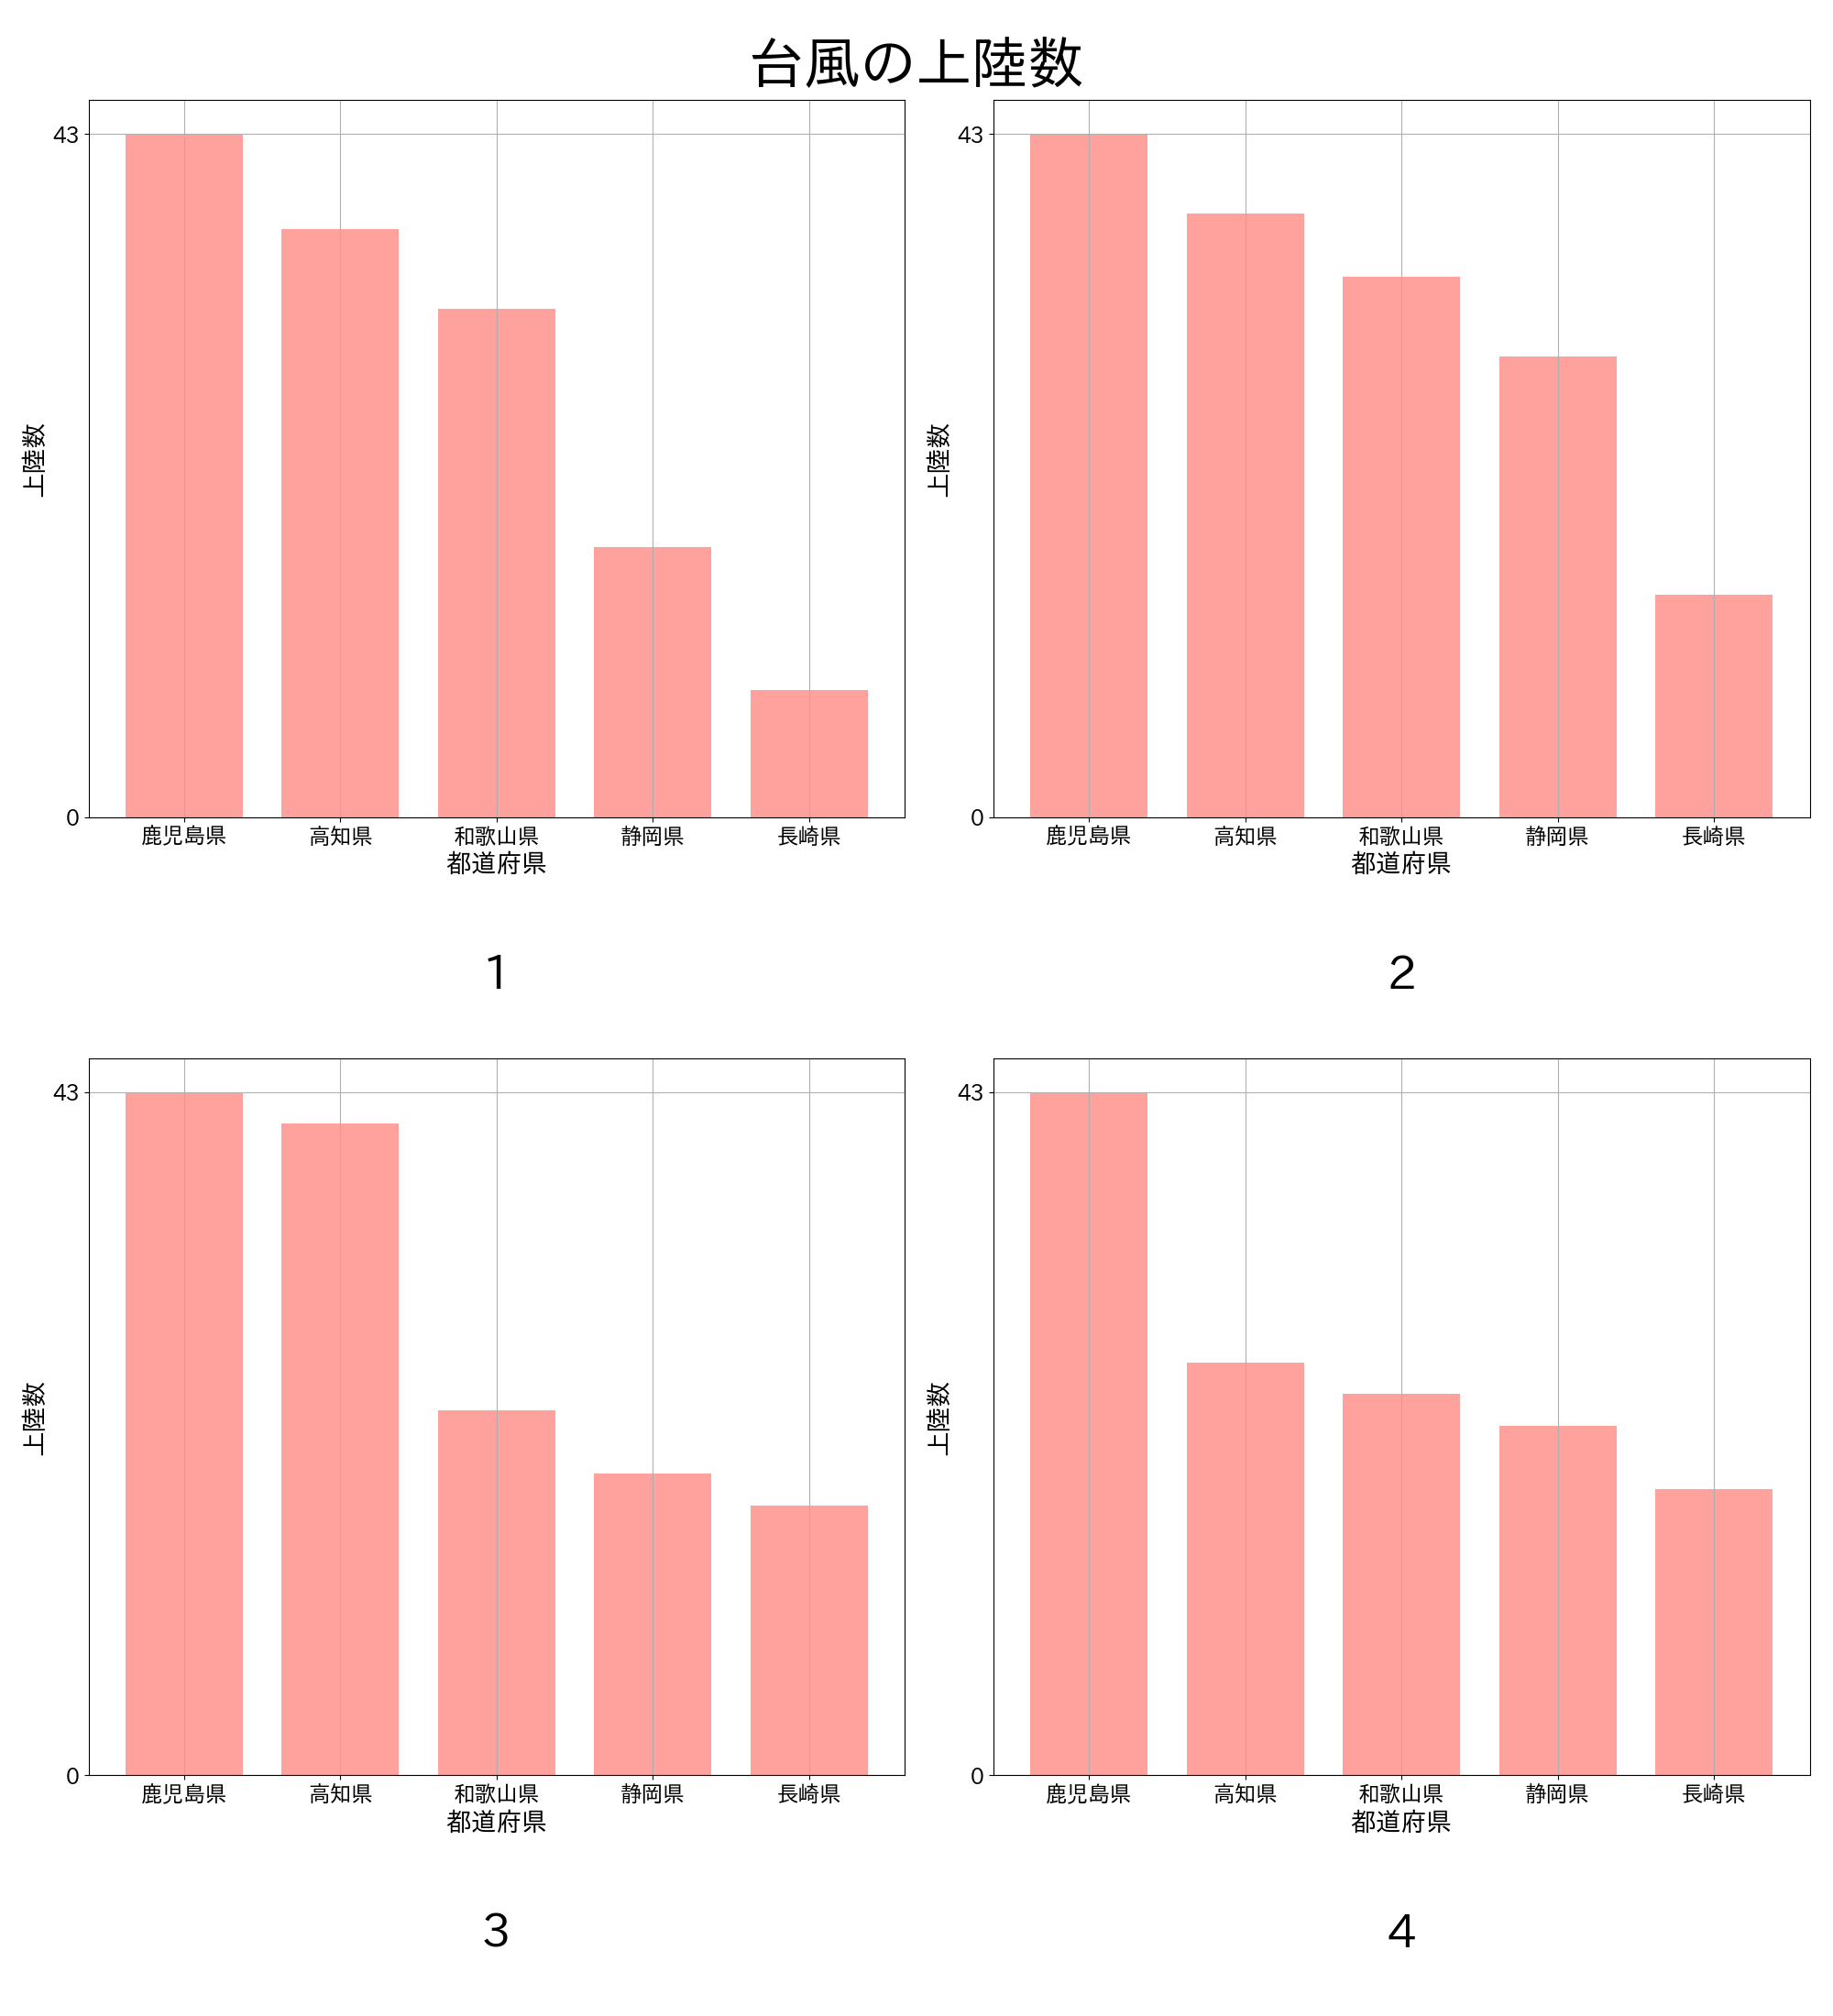 台風の上陸数
43
0
上陸数
鹿児島県 高知県 和歌山県 静岡県 長崎県
都道府県
1
43
0
上陸数
鹿児島県 高知県 和歌山県 静岡県 長崎県
都道府県
2
43
0
上陸数
鹿児島県 高知県 和歌山県 静岡県 長崎県
都道府県
3
43
0
上陸数
鹿児島県 高知県 和歌山県 静岡県 長崎県
都道府県
4